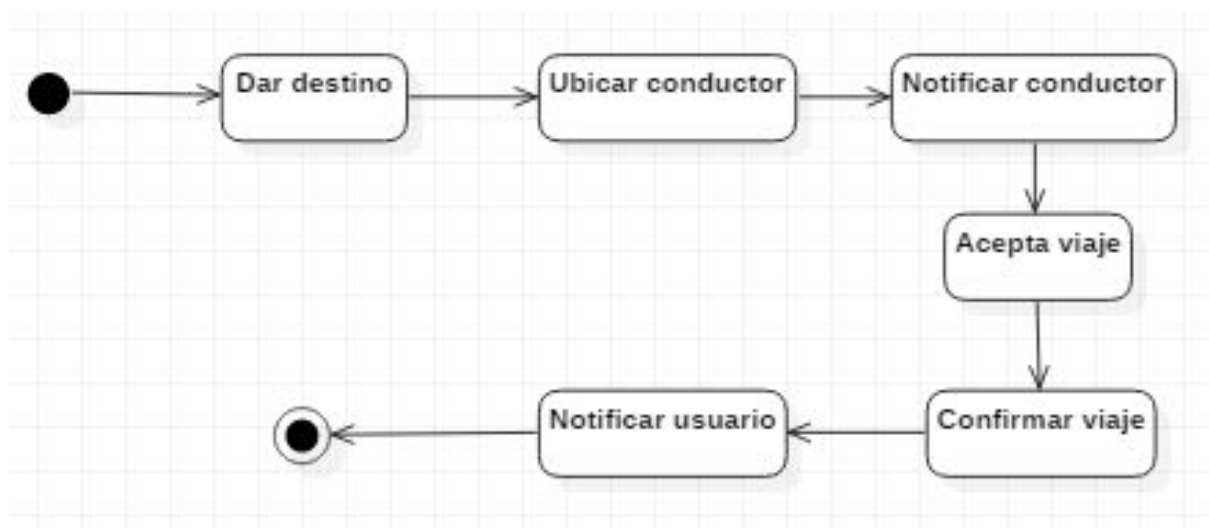 Dar destino
Ubicar conductor
Notificar conductor
Acepta viaje
Confirmar viaje
Notificar usuario